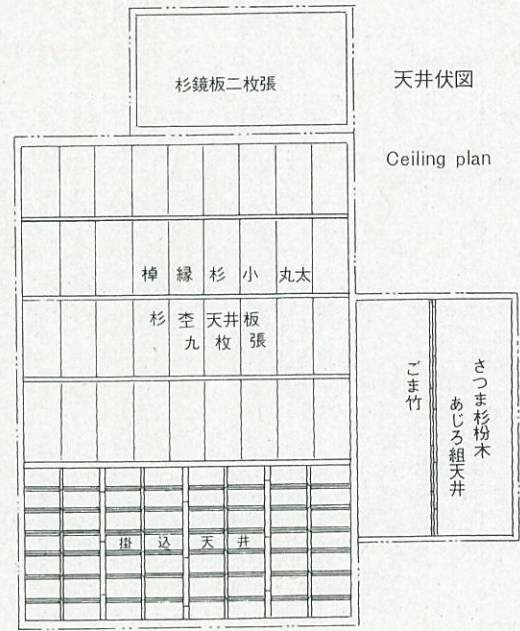 杉鏡板二枚張
天井伏図
Ceiling plan
棹縁杉小丸太
杉杢天井板
九枚張
ごま竹
さつま杉枌木
あじろ組天井
掛込天井